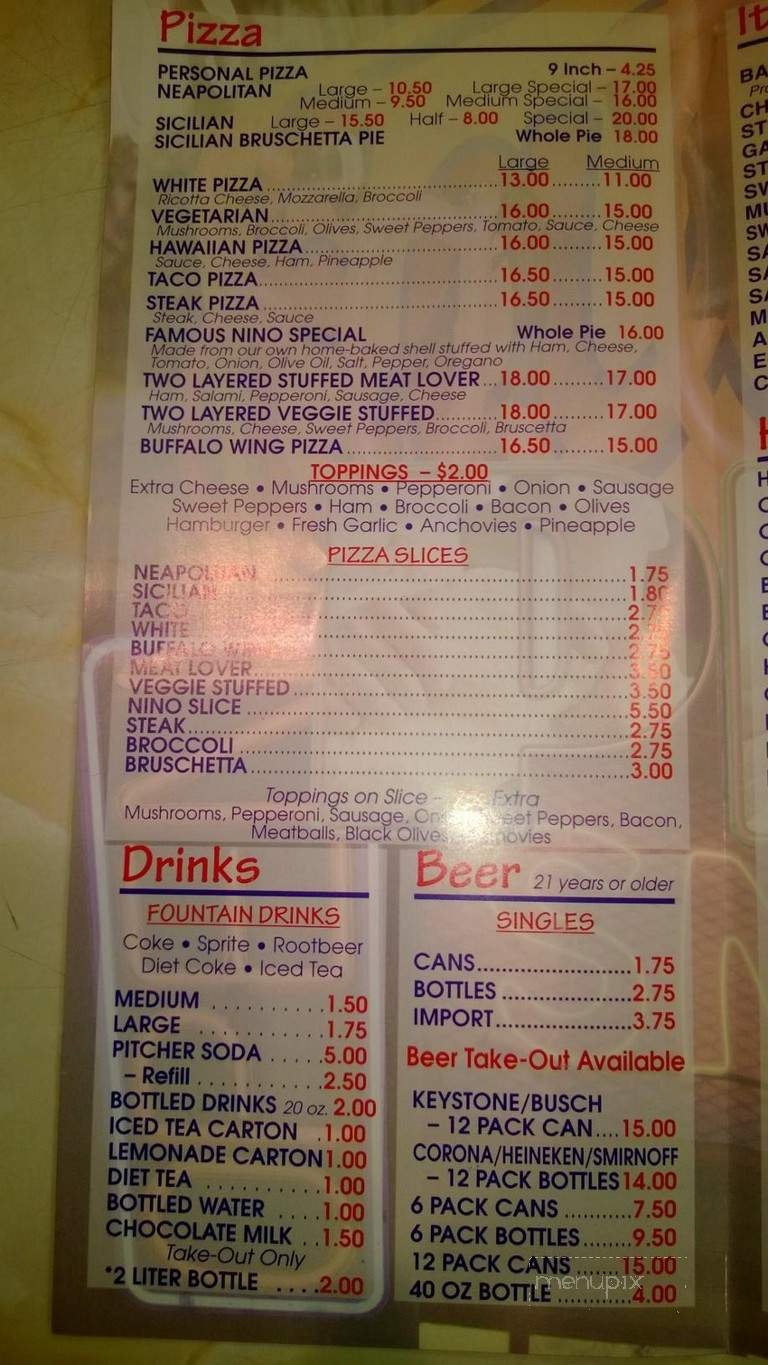 Pizza
PERSONAL PIZZA 9 Inch – 4.25
NEAPOLITAN Large – 10.50 Large Special – 17.00
Medium – 9.50 Medium Special – 16.00
SICILIAN Large – 15.50 Half – 8.00 Special – 20.00
SICILIAN BRUSCHETTA PIE Whole Pie 18.00
Large Medium
WHITE PIZZA 13.00 11.00
Ricotta Cheese, Mozzarella, Broccoli
VEGETARIAN 16.00 15.00
Mushrooms, Broccoli, Olives, Sweet Peppers, Tomato, Sauce, Cheese
HAWAIIAN PIZZA 16.00 15.00
Sauce, Cheese, Ham, Pineapple
TACO PIZZA 16.50 15.00
STEAK PIZZA 16.50 15.00
Steak, Cheese, Sauce
FAMOUS NINO SPECIAL Whole Pie 16.00
Made from our own home-baked shell stuffed with Ham, Cheese,
Tomato, Onion, Olive Oil, Salt, Pepper, Oregano
TWO LAYERED STUFFED MEAT LOVER 18.00 17.00
Ham, Salami, Pepperoni, Sausage, Cheese
TWO LAYERED VEGGIE STUFFED 18.00 17.00
Mushrooms, Cheese, Sweet Peppers, Broccoli, Bruscetta
BUFFALO WING PIZZA 16.50 15.00
TOPPINGS – $2.00
Extra Cheese • Mushrooms • Pepperoni • Onion • Sausage
Sweet Peppers • Ham • Broccoli • Bacon • Olives
Hamburger • Fresh Garlic • Anchovies • Pineapple
PIZZA SLICES
NEAPOLITAN 1.75
SICILIAN 1.80
TACO
WHITE
BUFFALO WING 2.75
MEAT LOVER 3.50
VEGGIE STUFFED 3.50
NINO SLICE 5.50
STEAK 2.75
BROCCOLI 2.75
BRUSCHETTA 3.00
Toppings on Slice – Extra
Mushrooms, Pepperoni, Sausage, Sweet Peppers, Bacon,
Meatballs, Black Olives, Anchovies
Drinks
FOUNTAIN DRINKS
Coke • Sprite • Rootbeer
Diet Coke • Iced Tea
MEDIUM 1.50
LARGE 1.75
PITCHER SODA 5.00
– Refill 2.50
BOTTLED DRINKS 20 oz. 2.00
ICED TEA CARTON 1.00
LEMONADE CARTON 1.00
DIET TEA 1.00
BOTTLED WATER 1.00
CHOCOLATE MILK 1.50
Take-Out Only
*2 LITER BOTTLE 2.00
Beer 21 years or older
SINGLES
CANS 1.75
BOTTLES 2.75
IMPORT 3.75
Beer Take-Out Available
KEYSTONE/BUSCH
– 12 PACK CAN 15.00
CORONA/HEINEKEN/SMIRNOFF
– 12 PACK BOTTLES 14.00
6 PACK CANS 7.50
6 PACK BOTTLES 9.50
12 PACK CANS 15.00
40 OZ BOTTLE 4.00
menupix